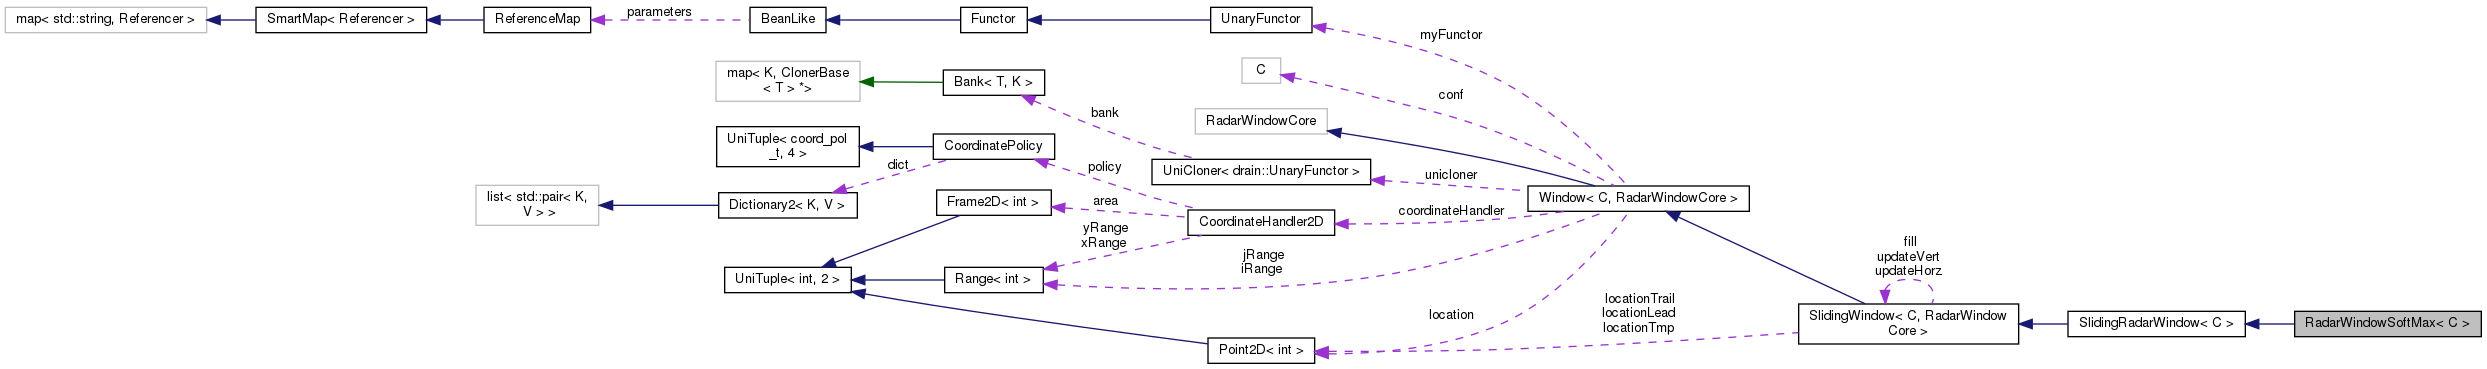 map< std::string, Referencer >
SmartMap< Referencer >
ReferenceMap
parameters
BeanLike
Functor
UnaryFunctor
myFunctor
map< K, ClonerBase
< T > *>
Bank< T, K >
C
conf
bank
RadarWindowCore
UniTuple< coord_pol
_t, 4 >
CoordinatePolicy
dict
policy
UniCloner< drain::UnaryFunctor >
unicloner
list< std::pair< K,
V > >
Dictionary2< K, V >
Frame2D< int >
area
Window< C, RadarWindowCore >
coordinateHandler
CoordinateHandler2D
yRange
xRange
jRange
iRange
UniTuple< int, 2 >
Range< int >
fill
updateVert
updateHorz
location
locationTrail
locationLead
locationTmp
Point2D< int >
SlidingWindow< C, RadarWindow
Core >
SlidingRadarWindow< C >
RadarWindowSoftMax< C >